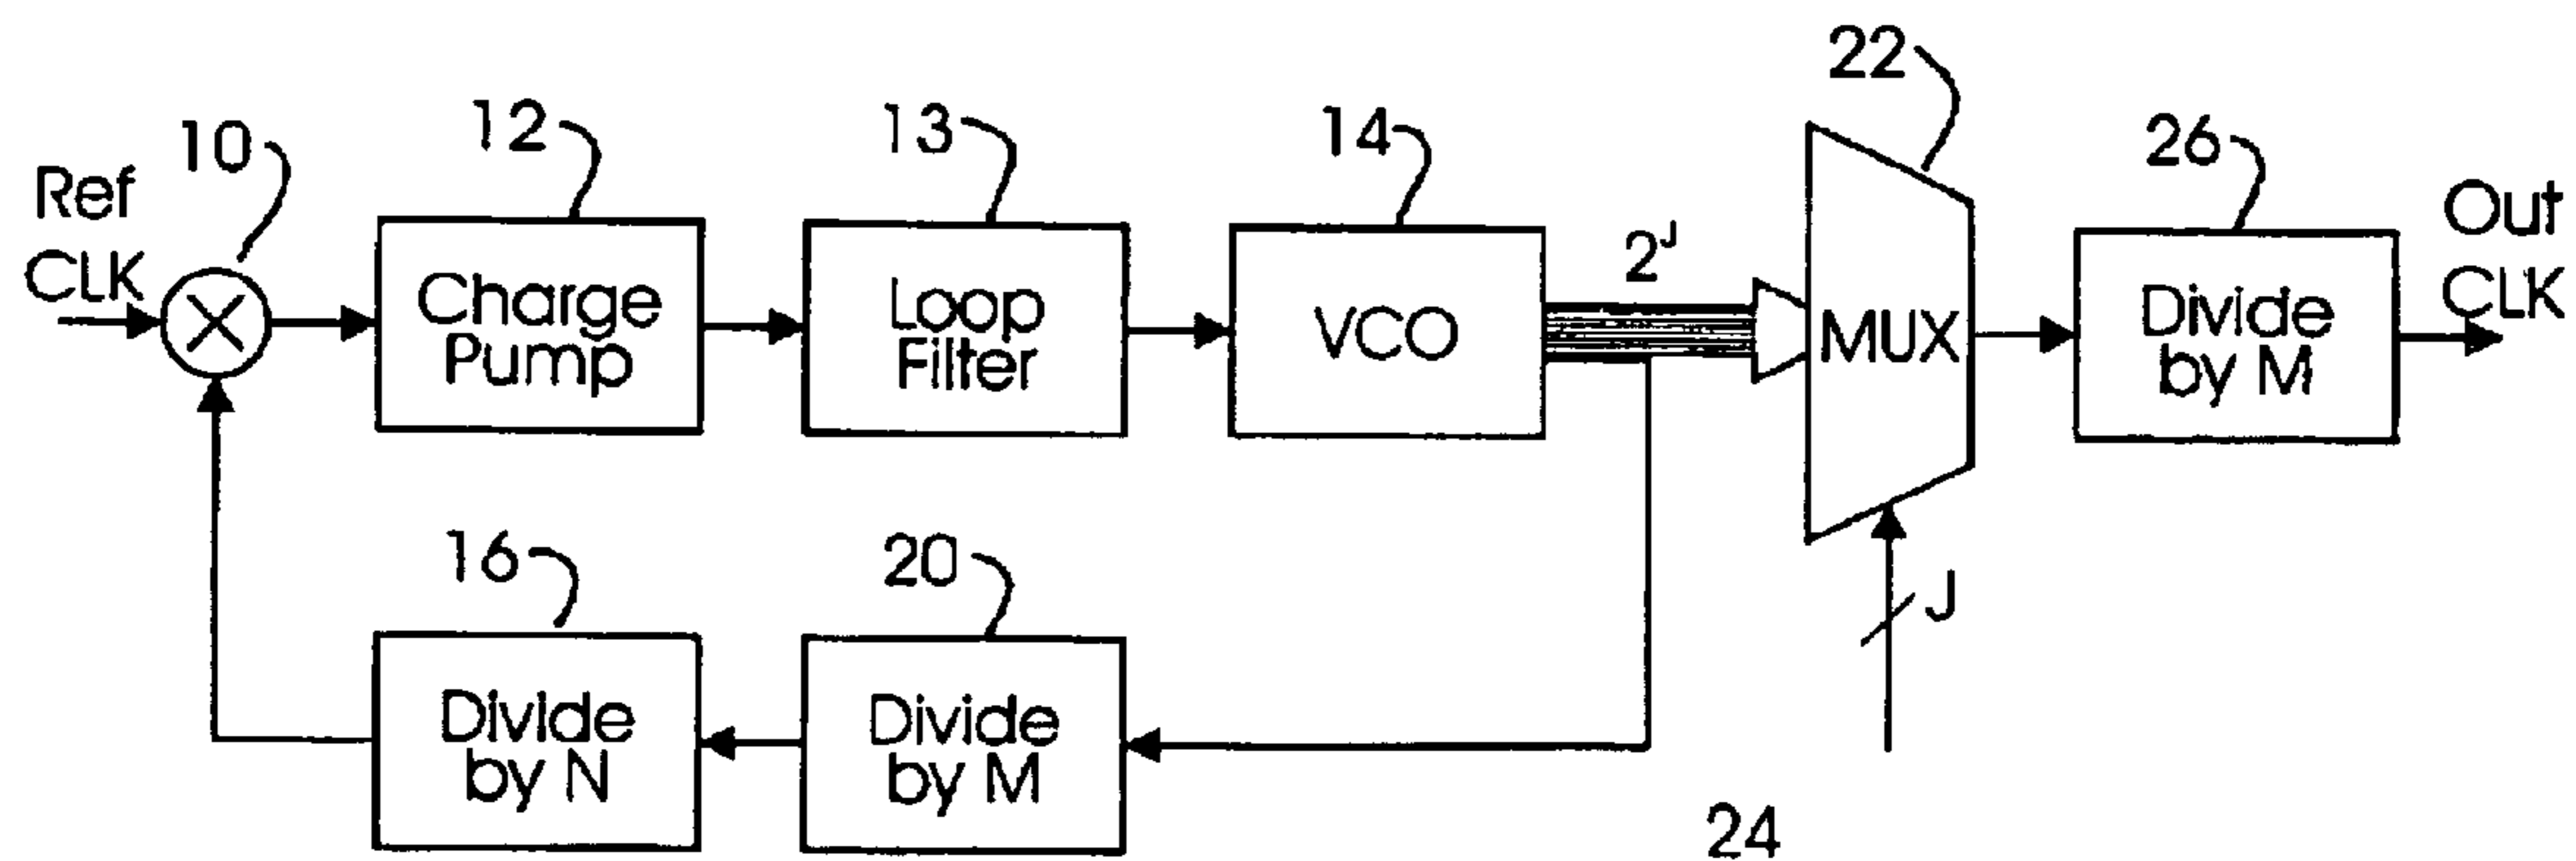 Ref
CLK
10
12
13
14
2^J
22
26
Out
CLK
Charge
Pump
Loop
Filter
VCO
MUX
Divide
by M
16
20
J
Divide
by N
Divide
by M
24